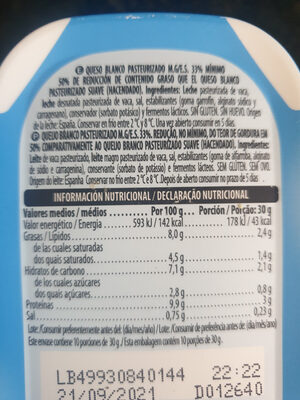 QUESO BLANCO PASTEURIZADO M.G/E.S. 33% MÍNIMO
50% DE REDUCCIÓN DE CONTENIDO GRASO QUE EL QUESO BLANCO
PASTEURIZADO SUAVE (HACENDADO). Ingredientes: Leche pasteurizada de vaca,
leche desnatada pasteurizada de vaca, sal, estabilizantes (goma garrofín, alginato sódico y
carragenano), conservador (sorbato potásico) y fermentos lácticos. SIN GLUTEN. SIN HUEVO. Origen
de la leche: España. Conservar en frío entre 2 °C y 8 °C. Una vez abierto consumir en 5 días.
QUEIJO BRANCO PASTEURIZADO M.G/E.S. 33%. REDUÇÃO, NO MÍNIMO, DO TEOR DE GORDURA EM
50% COMPARATIVAMENTE AO QUEIJO BRANCO PASTEURIZADO SUAVE (HACENDADO). Ingredientes:
Leite de vaca pasteurizado, leite magro pasteurizado de vaca, sal, estabilizantes (goma de alfarroba, alginato
de sódio e carragenano), conservante (sorbato de potássio) e fermentos lácteos. SEM GLÚTEN. SEM OVO.
Origem do leite: Espanha. Conservar no frio entre 2 °C e 8 °C. Depois de aberto consumir no prazo de 5 dias.
INFORMACIÓN NUTRICIONAL / DECLARAÇÃO NUTRICIONAL
Valores medios / médios Por 100 g Porción / Porção: 30 g
Valor energético / Energia 593 kJ / 142 kcal 178 kJ / 43 kcal
Grasas / Lípidos: 8,0 g 2,4 g
de las cuales saturadas
dos quais saturados: 4,5 g 1,4 g
Hidratos de carbono 7,1 g 2,1 g
de los cuales azúcares
dos quais açúcares: 2,8 g 0,8 g
Proteínas 9,9 g 3 g
Sal 0,75 g 0,23 g
Lote: / Consumir preferentemente antes del: (día/mes/año) / Lote: / Consumir de preferência antes de: (dia/mês/ano)
Este envase contiene 10 porciones de 30 g. / Esta embalagem contém 10 porções de 30 g.
LB49930840144 22:22
21/09/2021 D012640